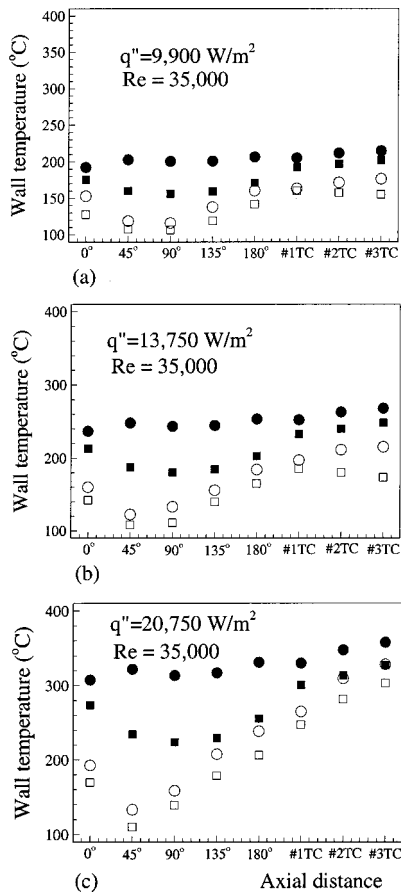 400
q"=9,900 W/m²
Re = 35,000
300
200
100
Wall temperature (°C)
0° 45° 90° 135° 180° #1TC #2TC #3TC
(a)
400
q"=13,750 W/m²
Re = 35,000
300
200
100
Wall temperature (°C)
0° 45° 90° 135° 180° #1TC #2TC #3TC
(b)
400
q"=20,750 W/m²
Re = 35,000
300
200
100
Wall temperature (°C)
0° 45° 90° 135° 180° #1TC #2TC #3TC
(c) Axial distance